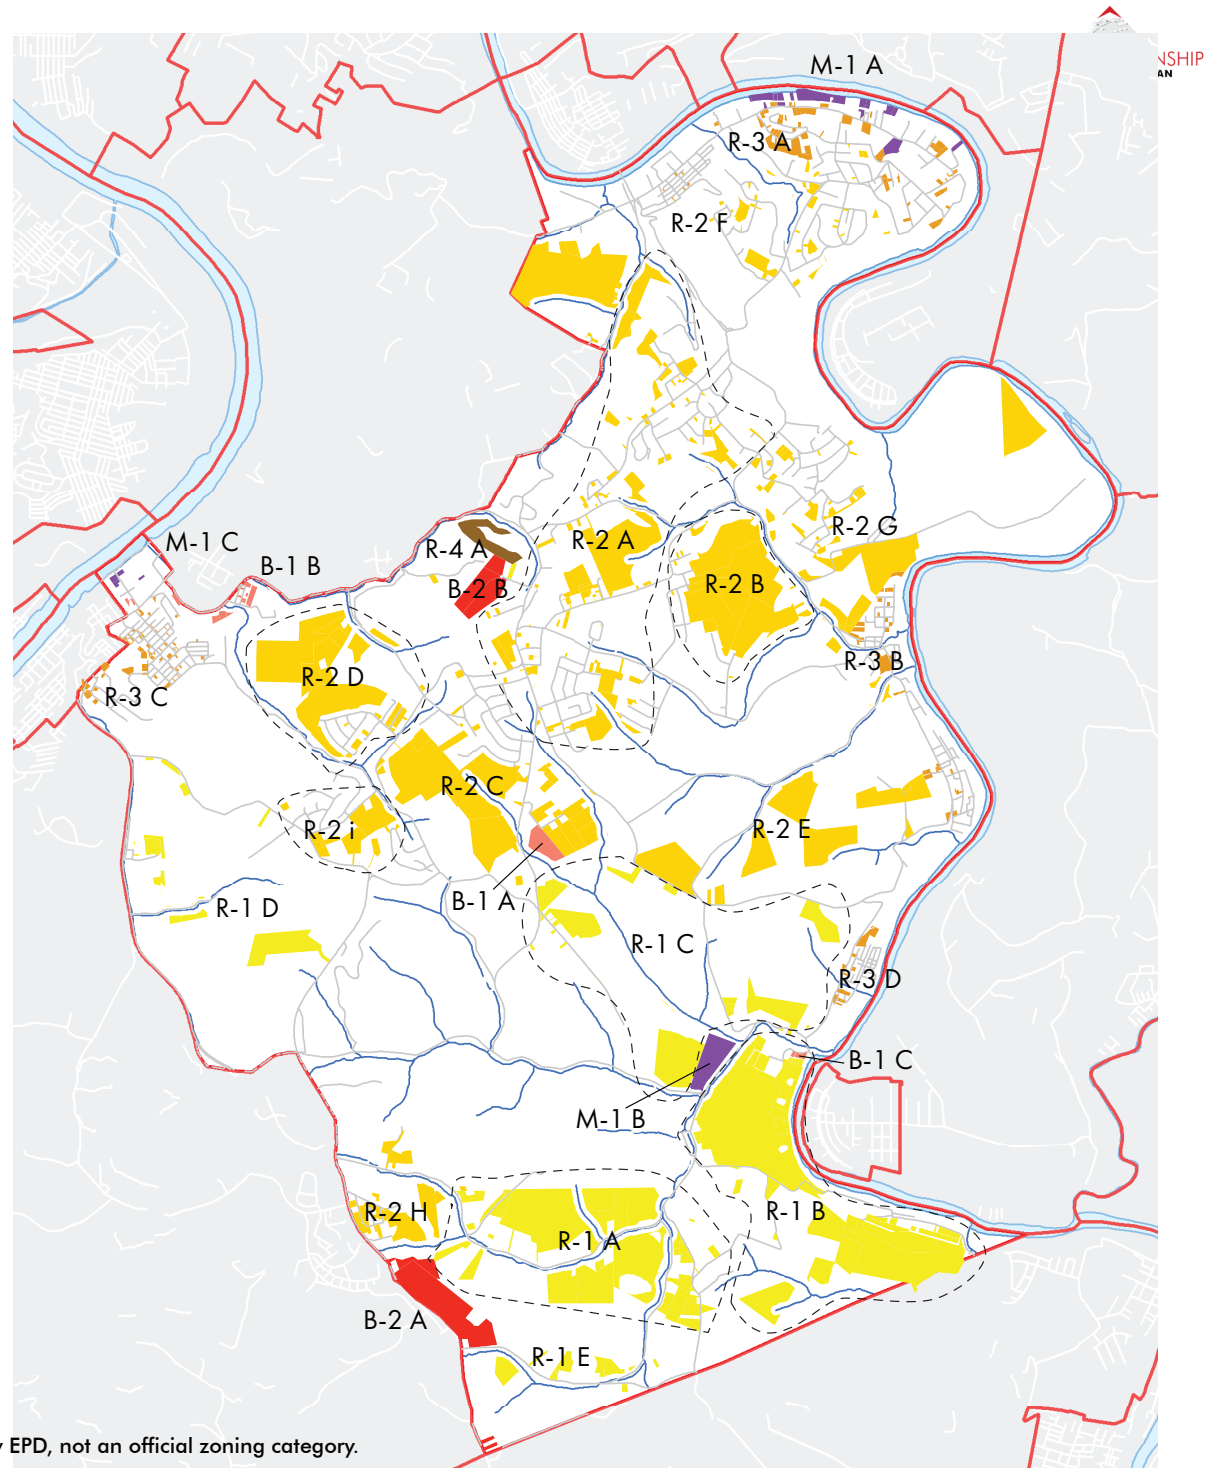 NSHIP
AN
M-1 A
R-3 A
R-2 F
R-2 G
M-1 C
B-1 B
R-4 A
R-2 A
B-2 B
R-2 B
R-3 B
R-2 D
R-3 C
R-2 C
R-2 i
R-2 E
B-1 A
R-1 D
R-1 C
R-3 D
B-1 C
M-1 B
R-2 H
R-1 A
R-1 B
B-2 A
R-1 E
y EPD, not an official zoning category.